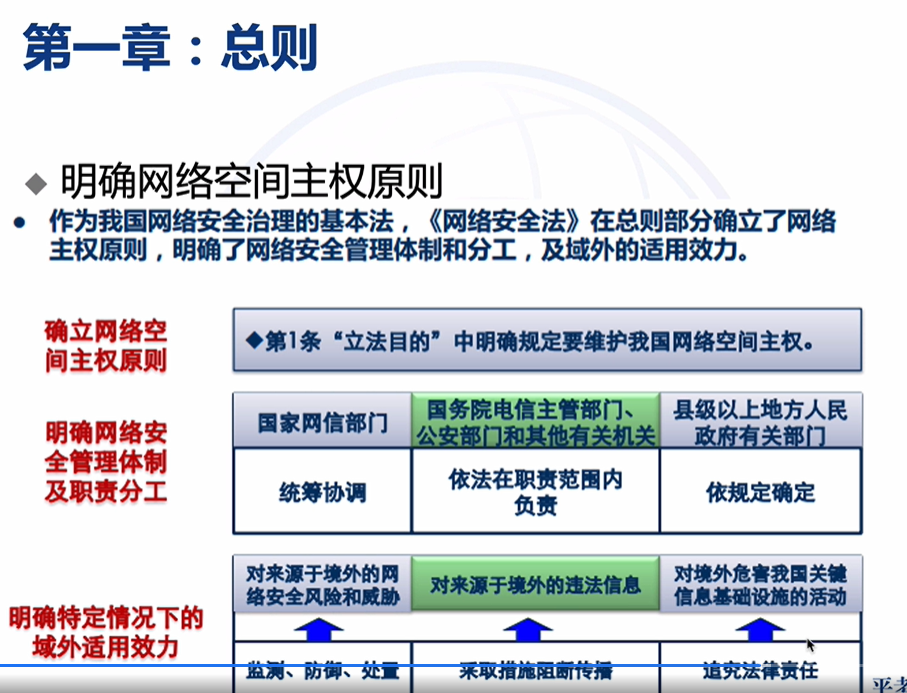 第一章：总则
◆ 明确网络空间主权原则
● 作为我国网络安全治理的基本法，《网络安全法》在总则部分确立了网络
主权原则，明确了网络安全管理体制和分工，及域外的适用效力。
确立网络空
间主权原则
◆第1条“立法目的”中明确规定要维护我国网络空间主权。
明确网络安
全管理体制
及职责分工
国家网信部门
国务院电信主管部门、
公安部门和其他有关机关
县级以上地方人民
政府有关部门
统筹协调
依法在职责范围内
负责
依规定确定
明确特定情况下的
域外适用效力
对来源于境外的网
络安全风险和威胁
对来源于境外的违法信息
对境外危害我国关键
信息基础设施的活动
监测、防御、处置
采取措施阻断传播
追究法律责任